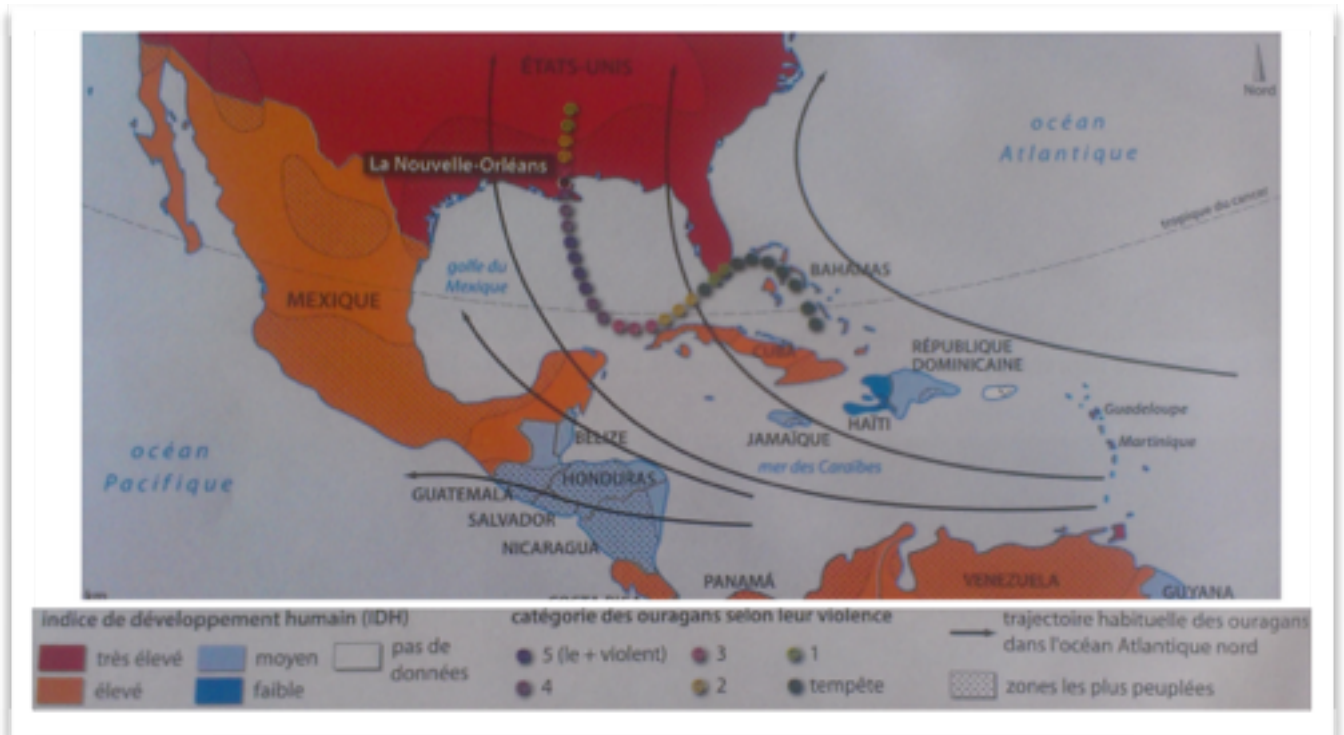 ÉTATS-UNIS
Nord
océan
Atlantique
La Nouvelle-Orléans
tropique du cancer
golfe du
Mexique
BAHAMAS
MEXIQUE
CUBA
RÉPUBLIQUE
DOMINICAINE
HAÏTI
Guadeloupe
JAMAÏQUE
Martinique
BELIZE
mer des Caraïbes
océan
Pacifique
HONDURAS
GUATEMALA
SALVADOR
NICARAGUA
PANAMÁ
VENEZUELA
GUYANA
km
indice de développement humain (IDH)
très élevé
élevé
moyen
faible
pas de
données
catégorie des ouragans selon leur violence
5 (le + violent)
4
3
2
1
tempête
trajectoire habituelle des ouragans
dans l'océan Atlantique nord
zones les plus peuplées